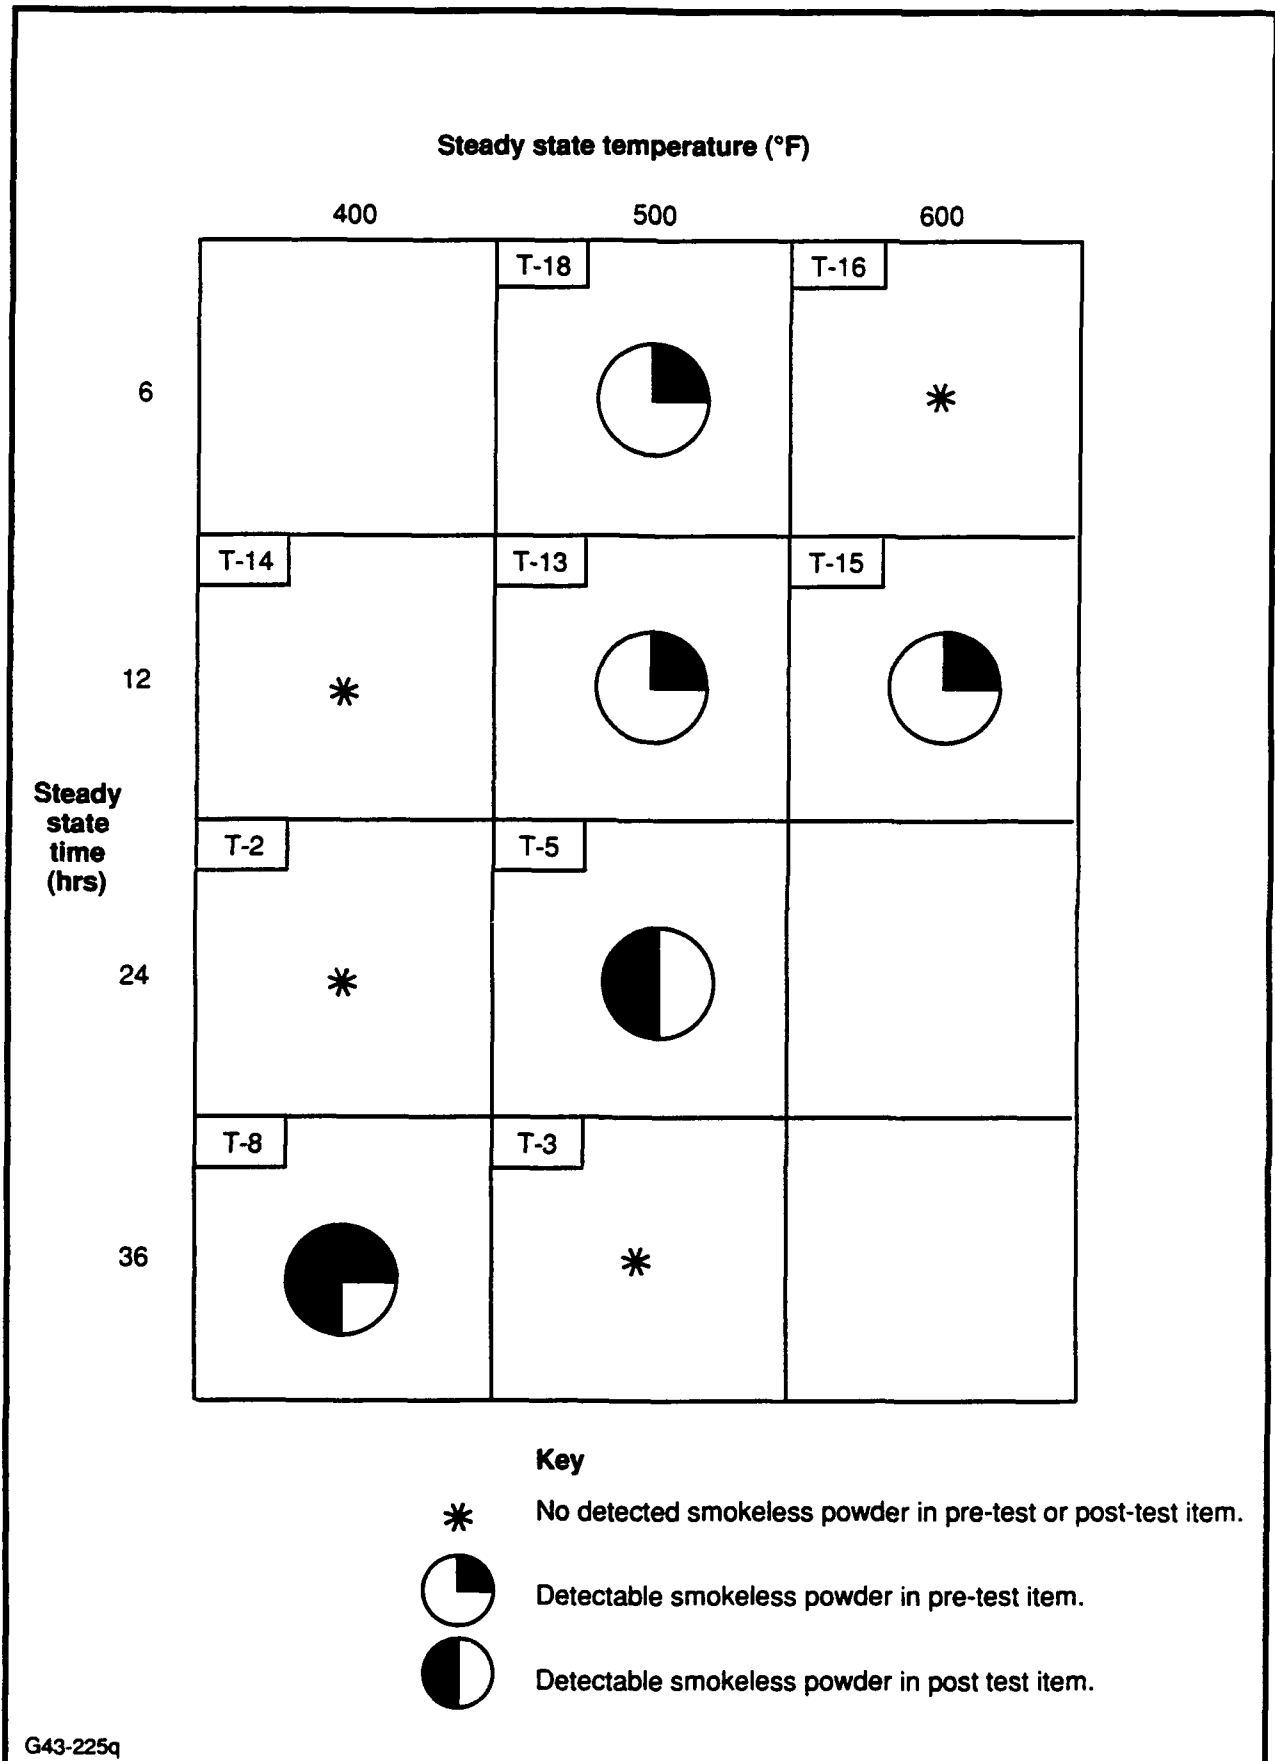 Steady state temperature (°F)
400 500 600
T-18 T-16
6
T-14 T-13 T-15
12
Steady
state
time
(hrs)
T-2 T-5
24
T-8 T-3
36
Key
No detected smokeless powder in pre-test or post-test item.
Detectable smokeless powder in pre-test item.
Detectable smokeless powder in post test item.
G43-225q